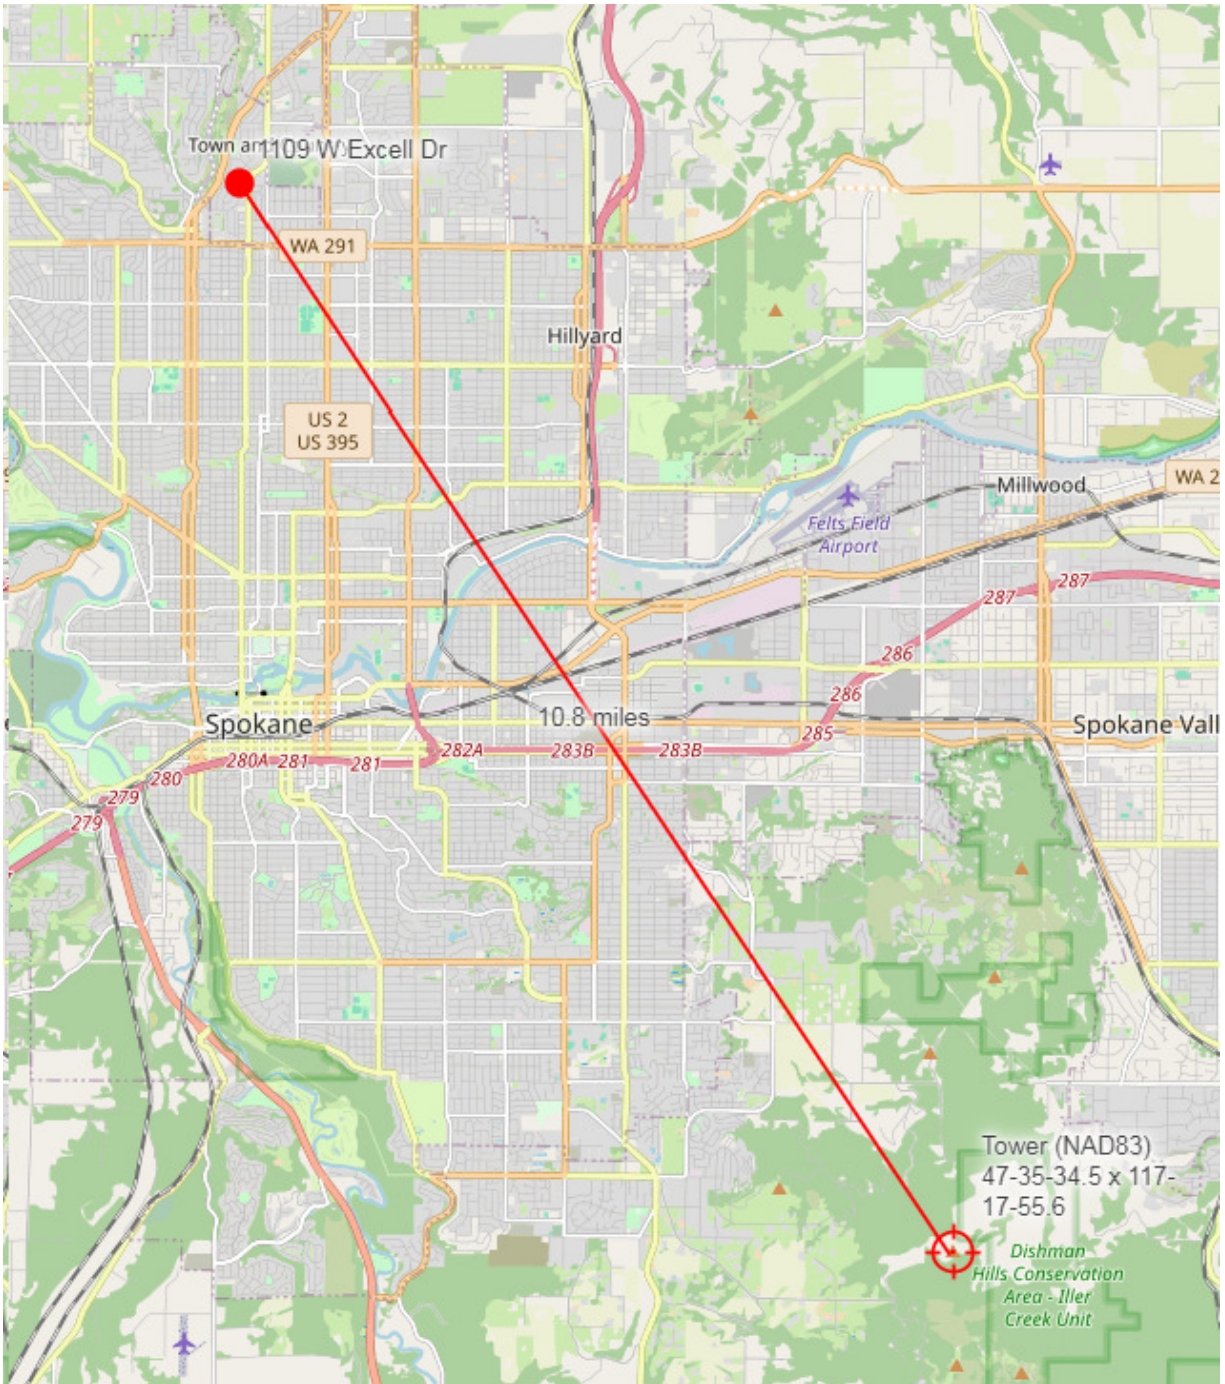 Town an
1109 W Excell Dr
WA 291
Hillyard
US 2
US 395
Millwood
WA 2
Felts Field
Airport
287
287
286
286
285
Spokane
10.8 miles
Spokane Vall
282A
283B
283B
280A
281
281
280
279
279
Tower (NAD83)
47-35-34.5 x 117-
17-55.6
Dishman
Hills Conservation
Area - Iller
Creek Unit